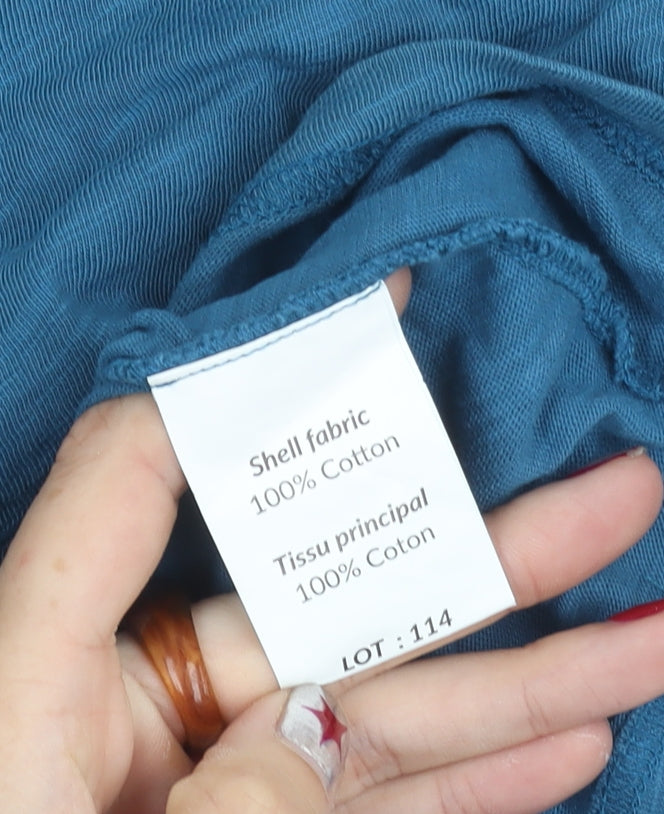 Shell fabric
100% Cotton
Tissu principal
100% Coton
LOT : 114